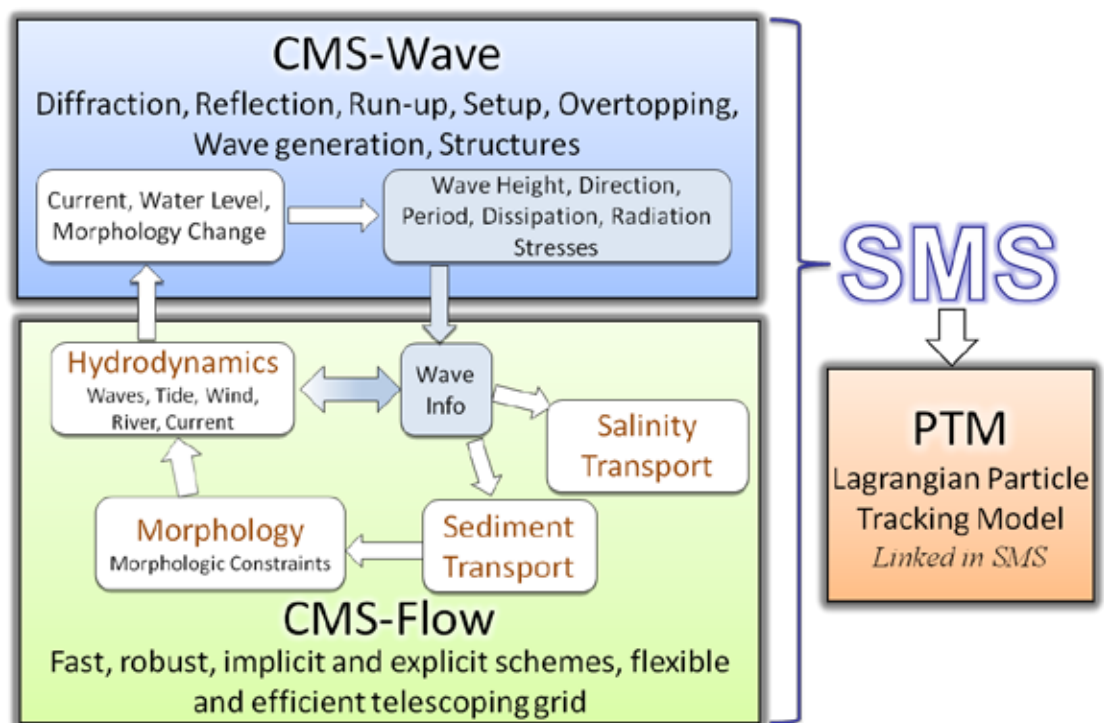 CMS-Wave
Diffraction, Reflection, Run-up, Setup, Overtopping,
Wave generation, Structures
Current, Water Level,
Morphology Change
Wave Height, Direction,
Period, Dissipation, Radiation
Stresses
Hydrodynamics
Waves, Tide, Wind,
River, Current
Wave
Info
Salinity
Transport
Morphology
Morphologic Constraints
Sediment
Transport
CMS-Flow
Fast, robust, implicit and explicit schemes, flexible
and efficient telescoping grid
SMS
PTM
Lagrangian Particle
Tracking Model
Linked in SMS